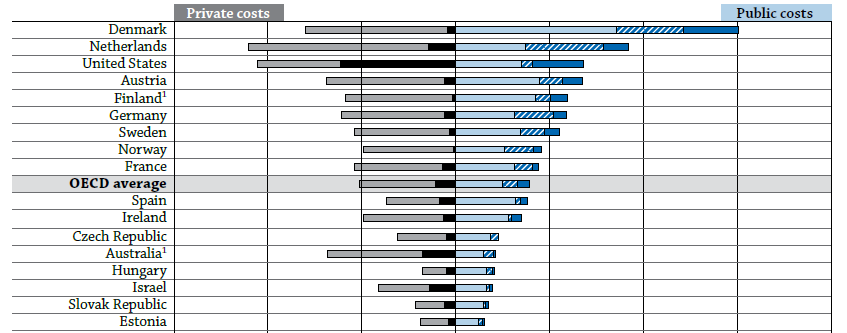 Private costs Public costs
Denmark
Netherlands
United States
Austria
Finland1
Germany
Sweden
Norway
France
OECD average
Spain
Ireland
Czech Republic
Australia1
Hungary
Israel
Slovak Republic
Estonia